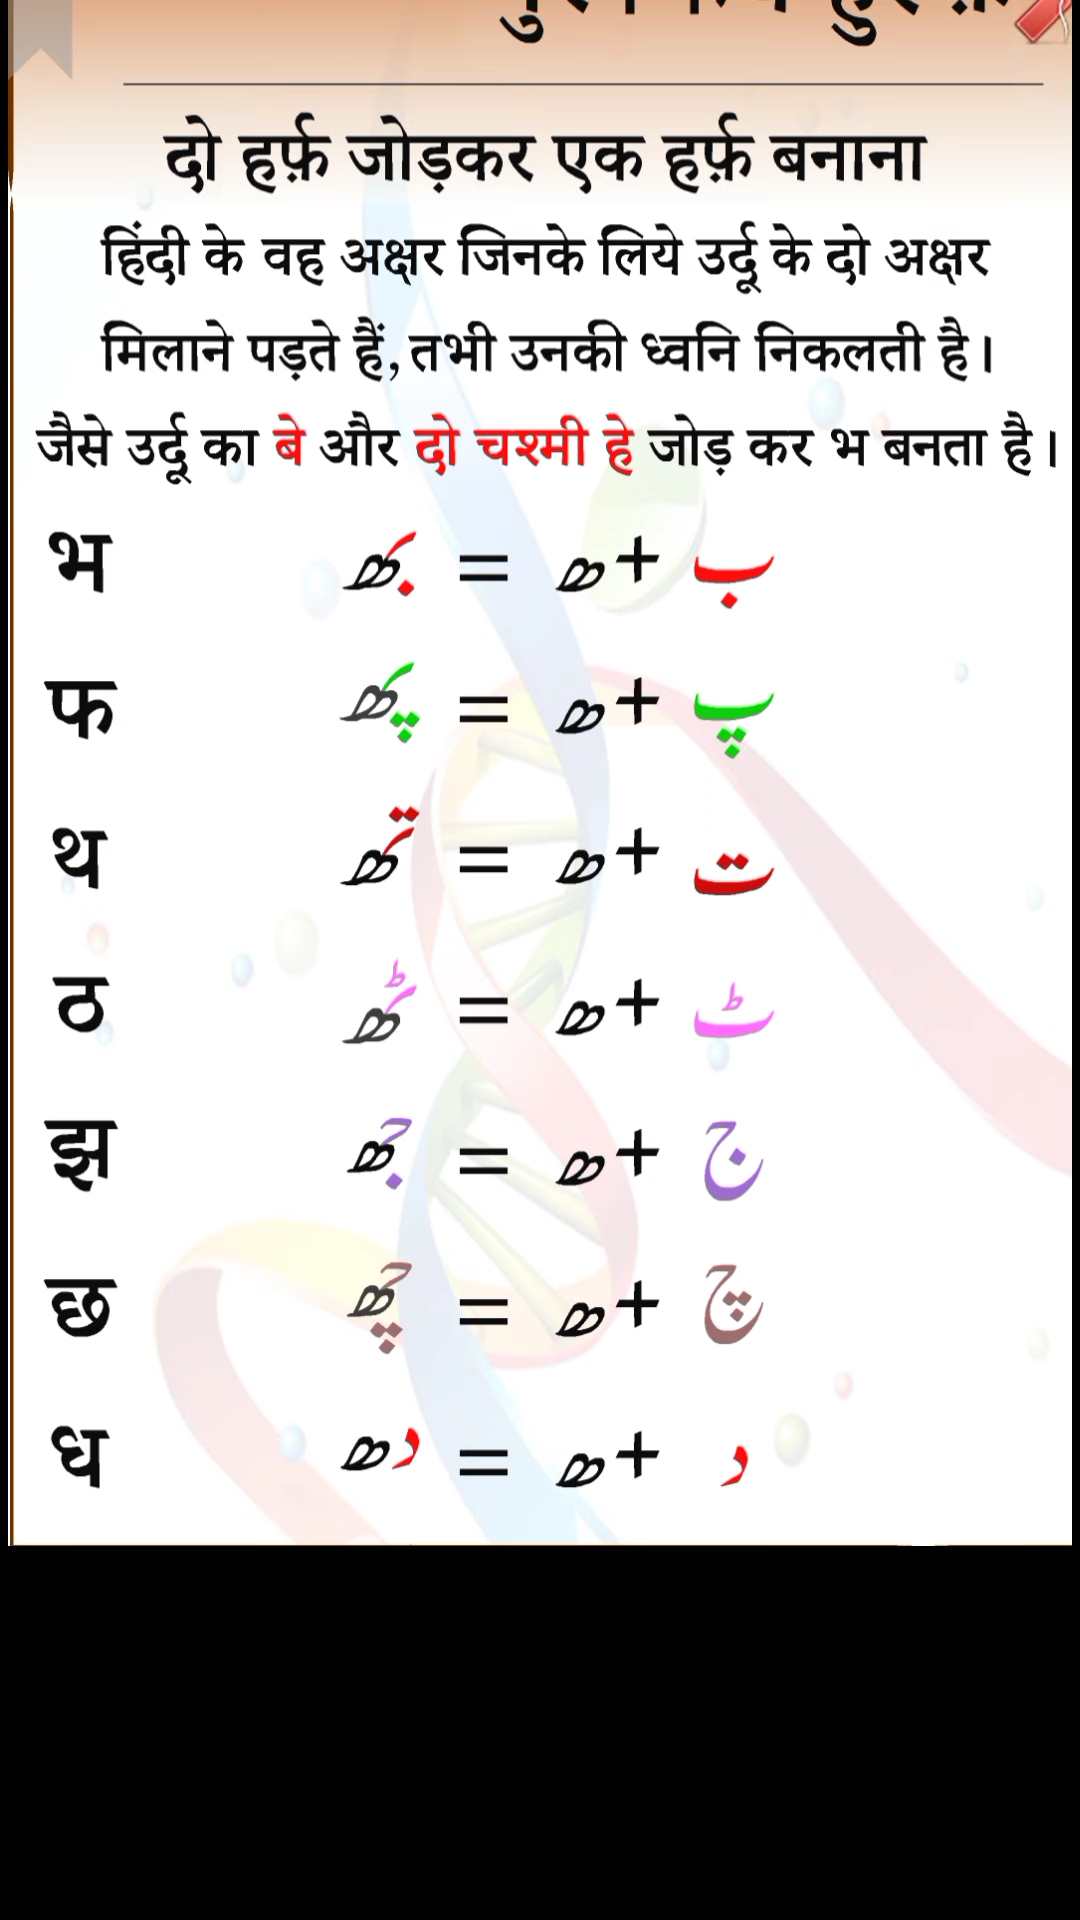 दो हर्फ़ जोड़कर एक हर्फ़ बनाना
हिंदी के वह अक्षर जिनके लिये उर्दू के दो अक्षर
मिलाने पड़ते हैं, तभी उनकी ध्वनि निकलती है।
जैसे उर्दू का बे और दो चश्मी हे जोड़ कर भ बनता है।
भ بھ = ھ + ب
फ پھ = ھ + پ
थ تھ = ھ + ت
ठ ٹھ = ھ + ٹ
झ جھ = ھ + ج
छ چھ = ھ + چ
ध دھ = ھ + د